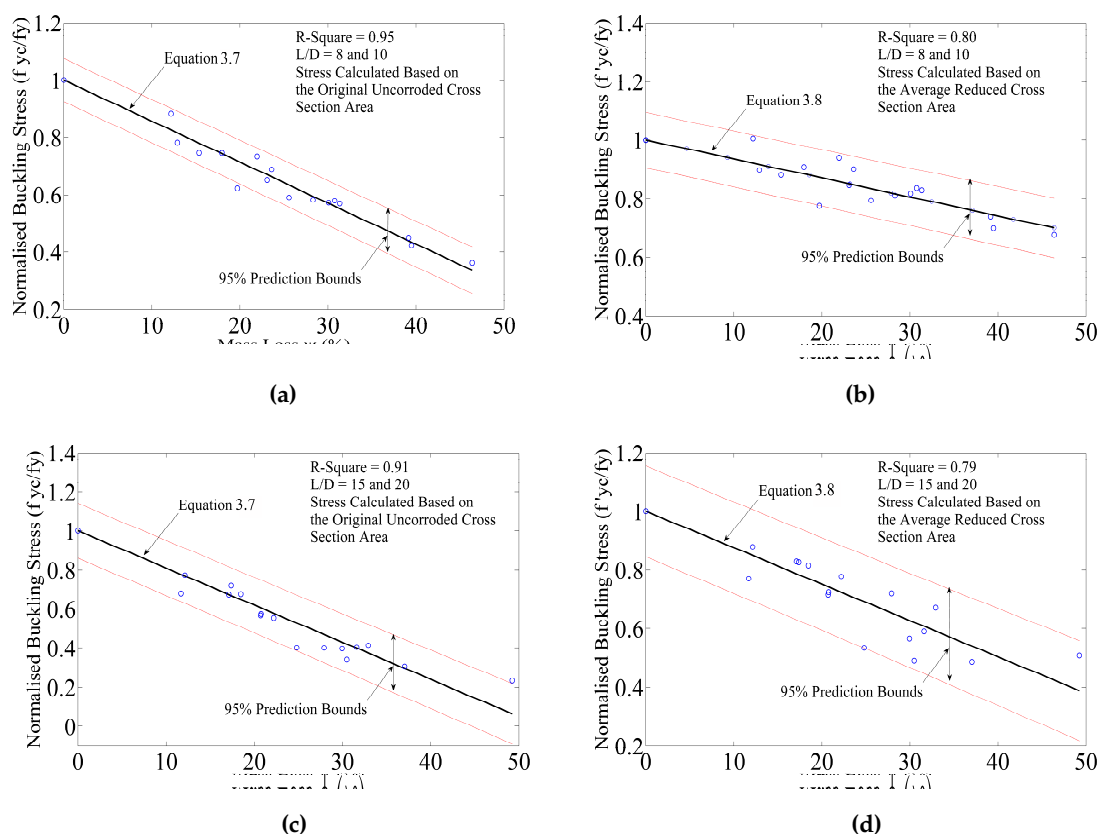 (a)
Normalised Buckling Stress (f'yc/fy)
1.2
1
0.8
0.6
0.4
0.2
0
10
20
30
40
50
Equation 3.7
R-Square = 0.95
L/D = 8 and 10
Stress Calculated Based on
the Original Uncorroded Cross
Section Area
95% Prediction Bounds
Mass Loss ψ (%)
(b)
Normalised Buckling Stress (f'yc/fy)
1.4
1.2
1
0.8
0.6
0.4
0
10
20
30
40
50
Equation 3.8
R-Square = 0.80
L/D = 8 and 10
Stress Calculated Based on
the Average Reduced Cross
Section Area
95% Prediction Bounds
(c)
Normalised Buckling Stress (f'yc/fy)
1.4
1.2
1
0.8
0.6
0.4
0.2
0
0
10
20
30
40
50
Equation 3.7
R-Square = 0.91
L/D = 15 and 20
Stress Calculated Based on
the Original Uncorroded Cross
Section Area
95% Prediction Bounds
(d)
Normalised Buckling Stress (f'yc/fy)
1.2
1
0.8
0.6
0.4
0.2
0
10
20
30
40
50
Equation 3.8
R-Square = 0.79
L/D = 15 and 20
Stress Calculated Based on
the Average Reduced Cross
Section Area
95% Prediction Bounds